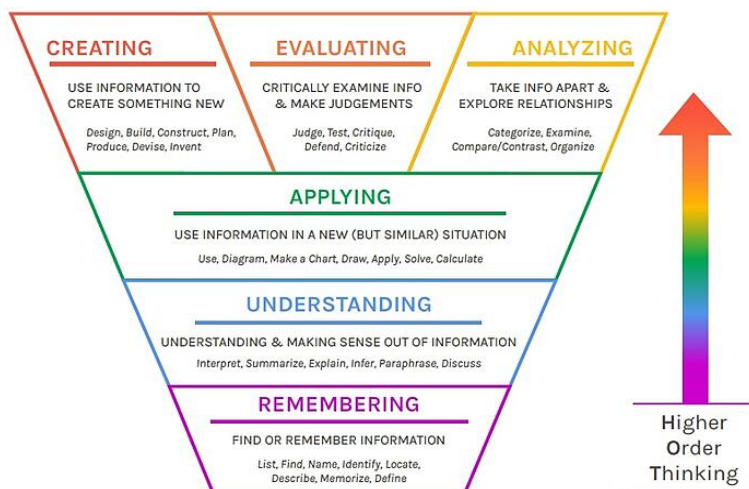 CREATING
USE INFORMATION TO
CREATE SOMETHING NEW
Design, Build, Construct, Plan,
Produce, Devise, Invent
EVALUATING
CRITICALLY EXAMINE INFO
& MAKE JUDGEMENTS
Judge, Test, Critique,
Defend, Criticize
ANALYZING
TAKE INFO APART &
EXPLORE RELATIONSHIPS
Categorize, Examine,
Compare/Contrast, Organize
APPLYING
USE INFORMATION IN A NEW (BUT SIMILAR) SITUATION
Use, Diagram, Make a Chart, Draw, Apply, Solve, Calculate
UNDERSTANDING
UNDERSTANDING & MAKING SENSE OUT OF INFORMATION
Interpret, Summarize, Explain, Infer, Paraphrase, Discuss
REMEMBERING
FIND OR REMEMBER INFORMATION
List, Find, Name, Identify, Locate,
Describe, Memorize, Define
Higher
Order
Thinking